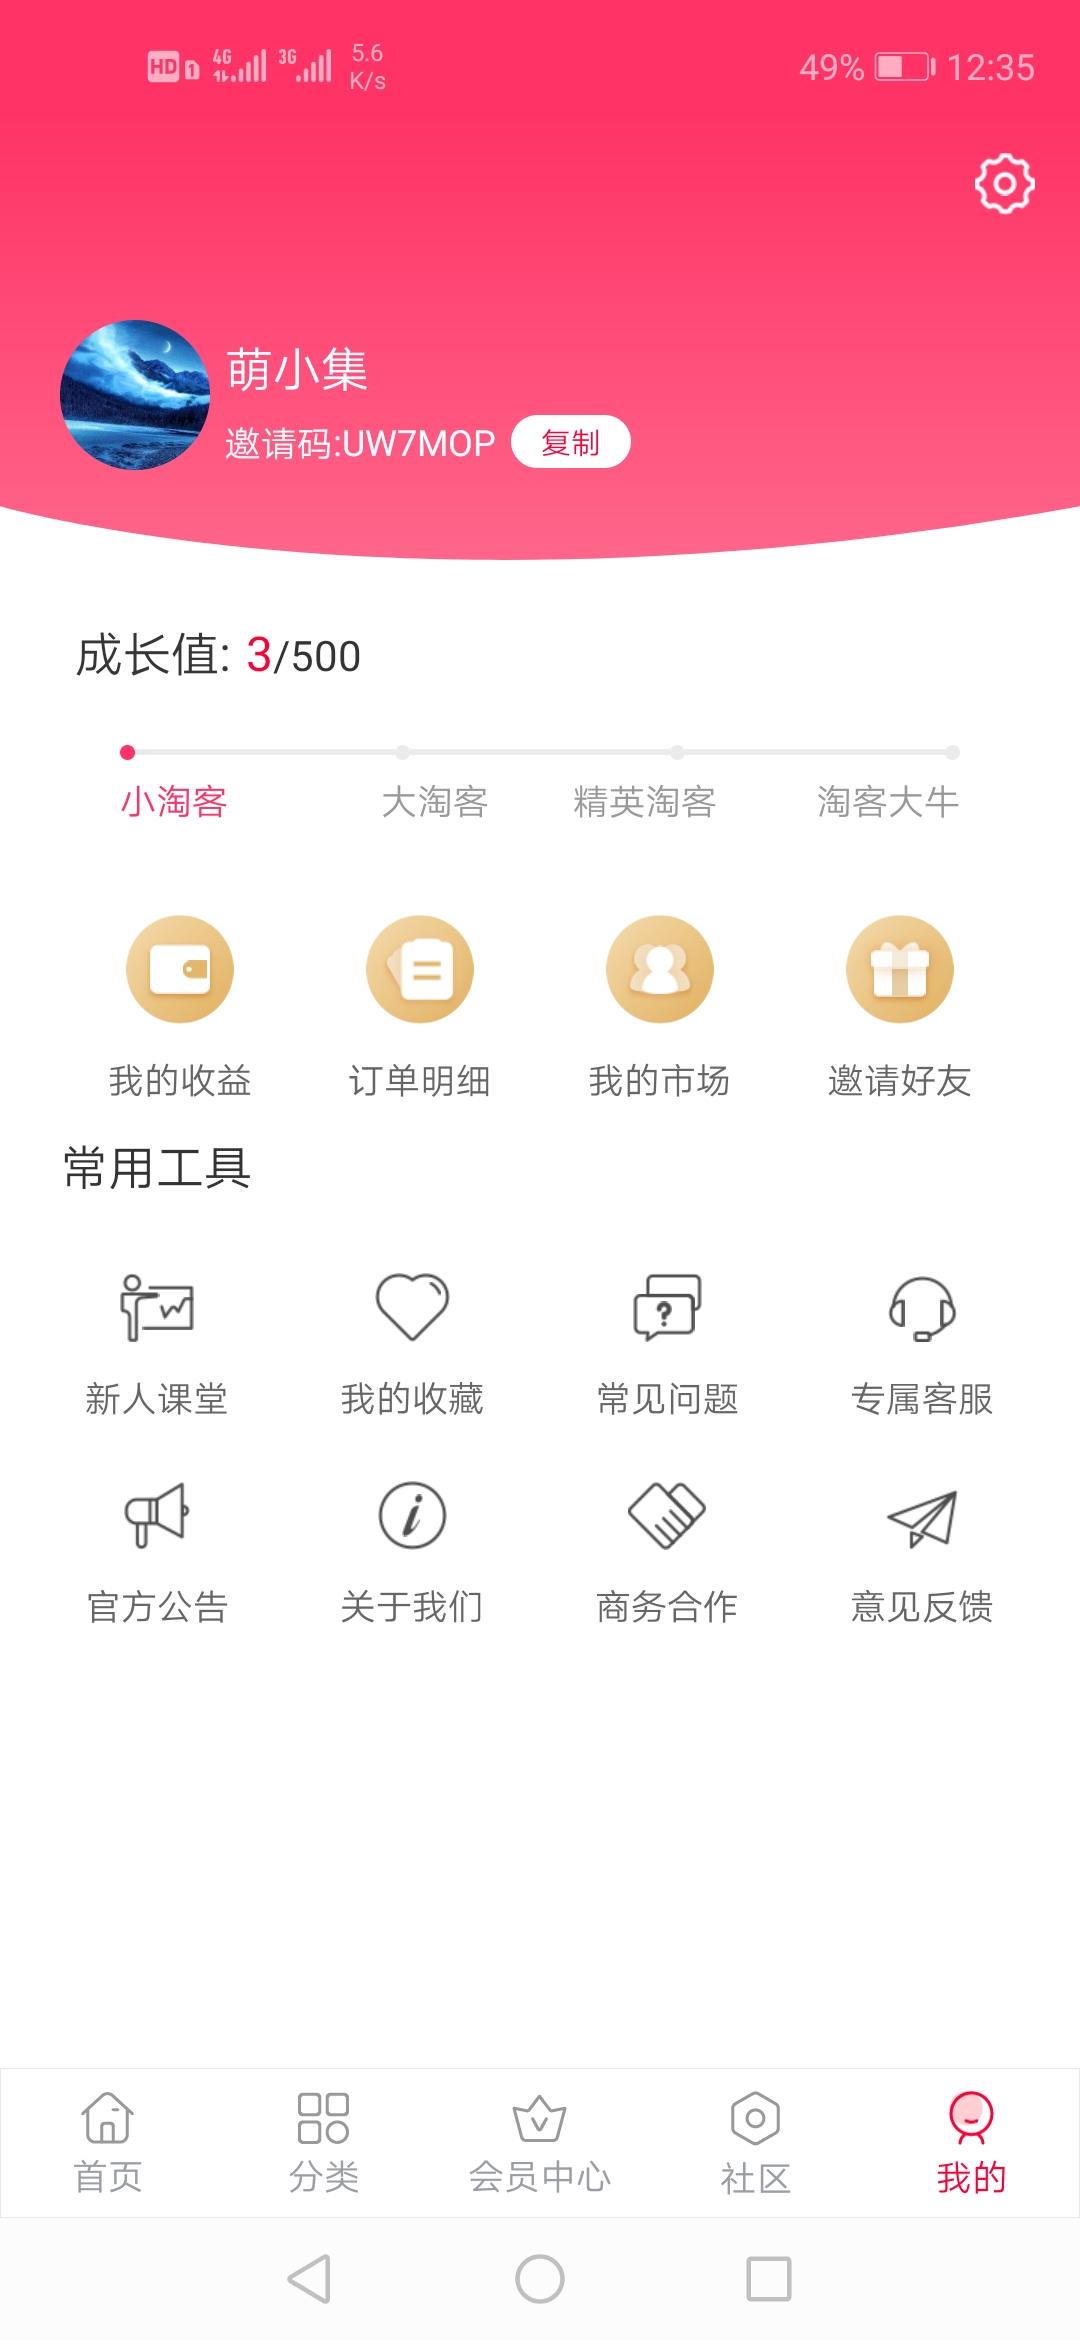 HD 1 4G 3G 5.6 K/s 49% 12:35
萌小集
邀请码:UW7MOP 复制
成长值: 3/500
小淘客 大淘客 精英淘客 淘客大牛
我的收益 订单明细 我的市场 邀请好友
常用工具
新人课堂 我的收藏 常见问题 专属客服
官方公告 关于我们 商务合作 意见反馈
首页 分类 会员中心 社区 我的